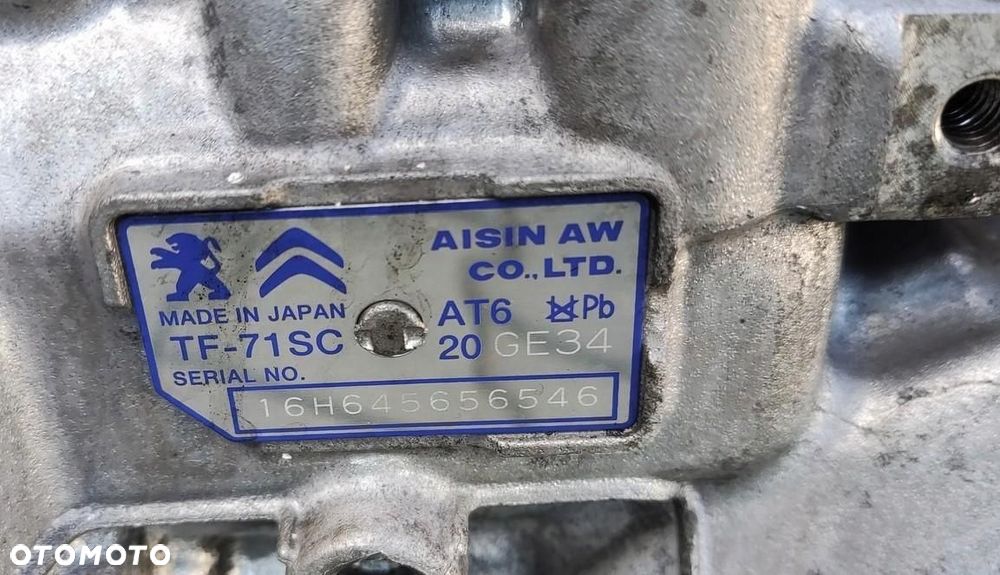 AISIN AW
CO., LTD.
MADE IN JAPAN
AT6 Pb
TF-71SC
20 GE34
SERIAL NO.
16H645656546
OTOMOTO